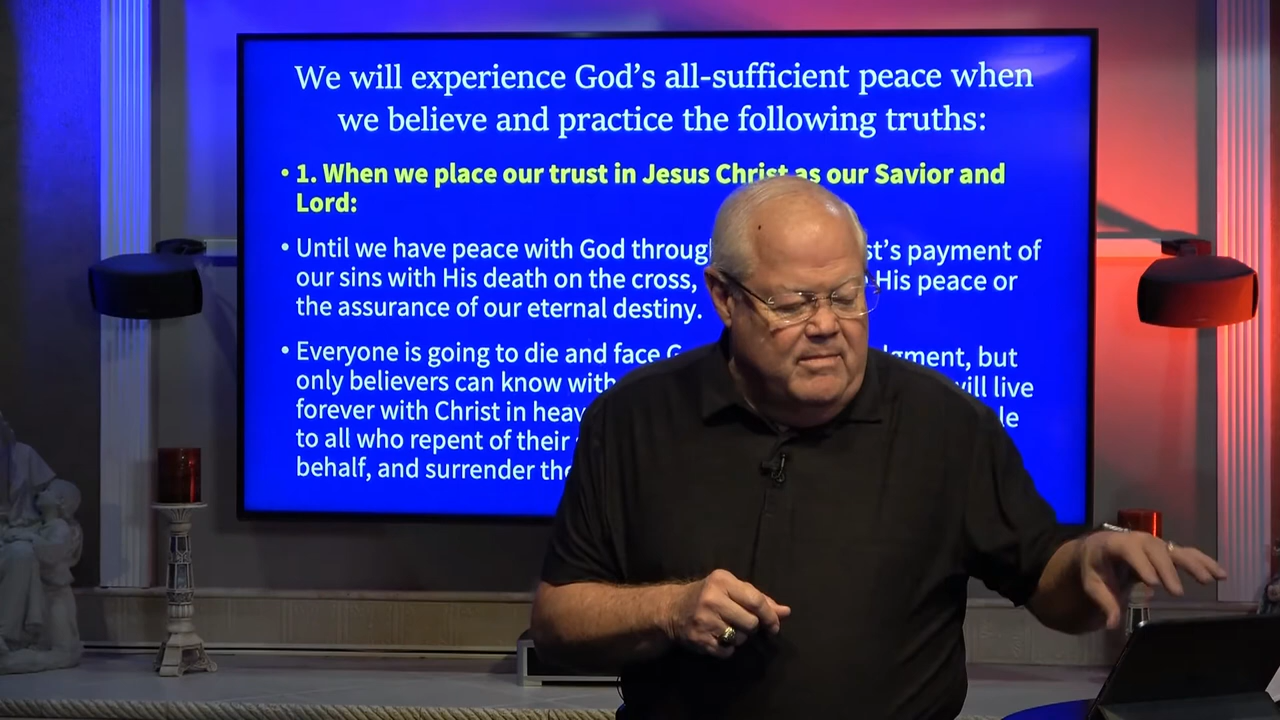 We will experience God's all-sufficient peace when
we believe and practice the following truths:
• 1. When we place our trust in Jesus Christ as our Savior and
Lord:
• Until we have peace with God through st's payment of
our sins with His death on the cross, His peace or
the assurance of our eternal destiny.
• Everyone is going to die and face but
only believers can know with will live
forever with Christ in
to all who repent of their
behalf, and surrender